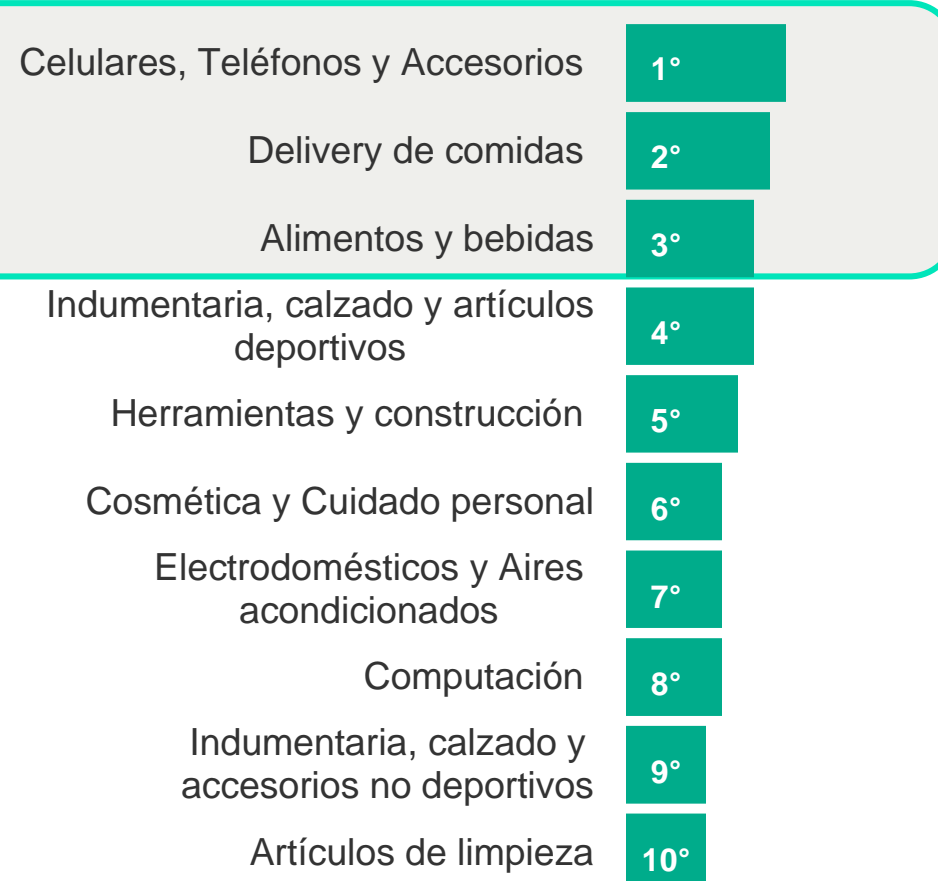 Celulares, Teléfonos y Accesorios 1°
Delivery de comidas 2°
Alimentos y bebidas 3°
Indumentaria, calzado y artículos
deportivos 4°
Herramientas y construcción 5°
Cosmética y Cuidado personal 6°
Electrodomésticos y Aires
acondicionados 7°
Computación 8°
Indumentaria, calzado y
accesorios no deportivos 9°
Artículos de limpieza 10°